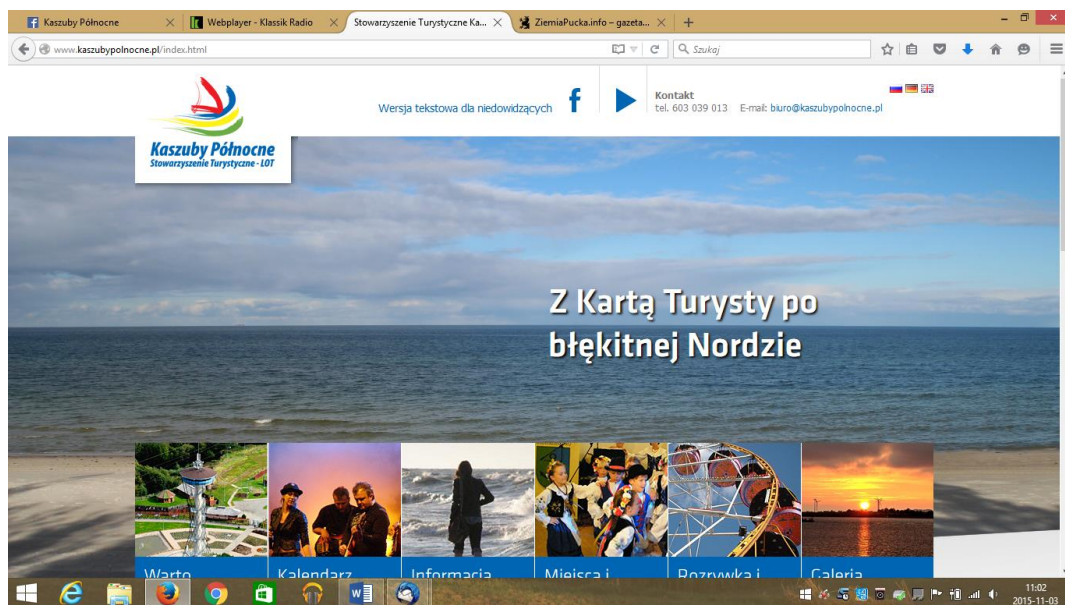 Kaszuby Północne
Webplayer - Klassik Radio
Stowarzyszenie Turystyczne Ka...
ZiemiaPucka.info – gazeta...
www.kaszubypolnocne.pl/index.html
Szukaj
Wersja tekstowa dla niedowidzących
Kontakt
tel. 603 039 013 E-mail: biuro@kaszubypolnocne.pl
Kaszuby Północne
Stowarzyszenie Turystyczne - LOT
Z Kartą Turysty po
błękitnej Nordzie
Warto
Kalendarz
Informacja
Miejsca i
Rozrywka i
Galeria
11:02
2015-11-03